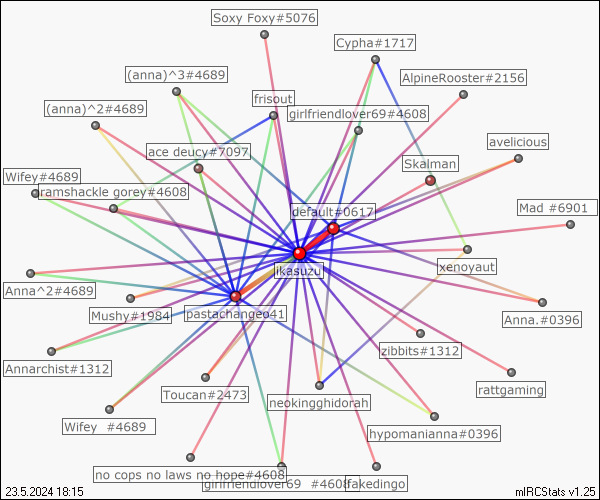 Soxy Foxy#5076
Cypha#1717
(anna)^3#4689
AlpineRooster#2156
frisout
(anna)^2#4689
girlfriendlover69#4608
avelicious
ace deucy#7097
Skalman
Wifey#4689
ramshackle gorey#4608
default#0617
Mad #6901
xenoyaut
ikasuzu
Anna^2#4689
Mushy#1984
pastachangeo41
Anna.#0396
zibbits#1312
Annarchist#1312
rattgaming
Toucan#2473
neokingghidorah
Wifey  #4689
hypomanianna#0396
no cops no laws no hope#4608
girlfriendlover69  #4608
fakedingo
23.5.2024 18:15
mIRCStats v1.25